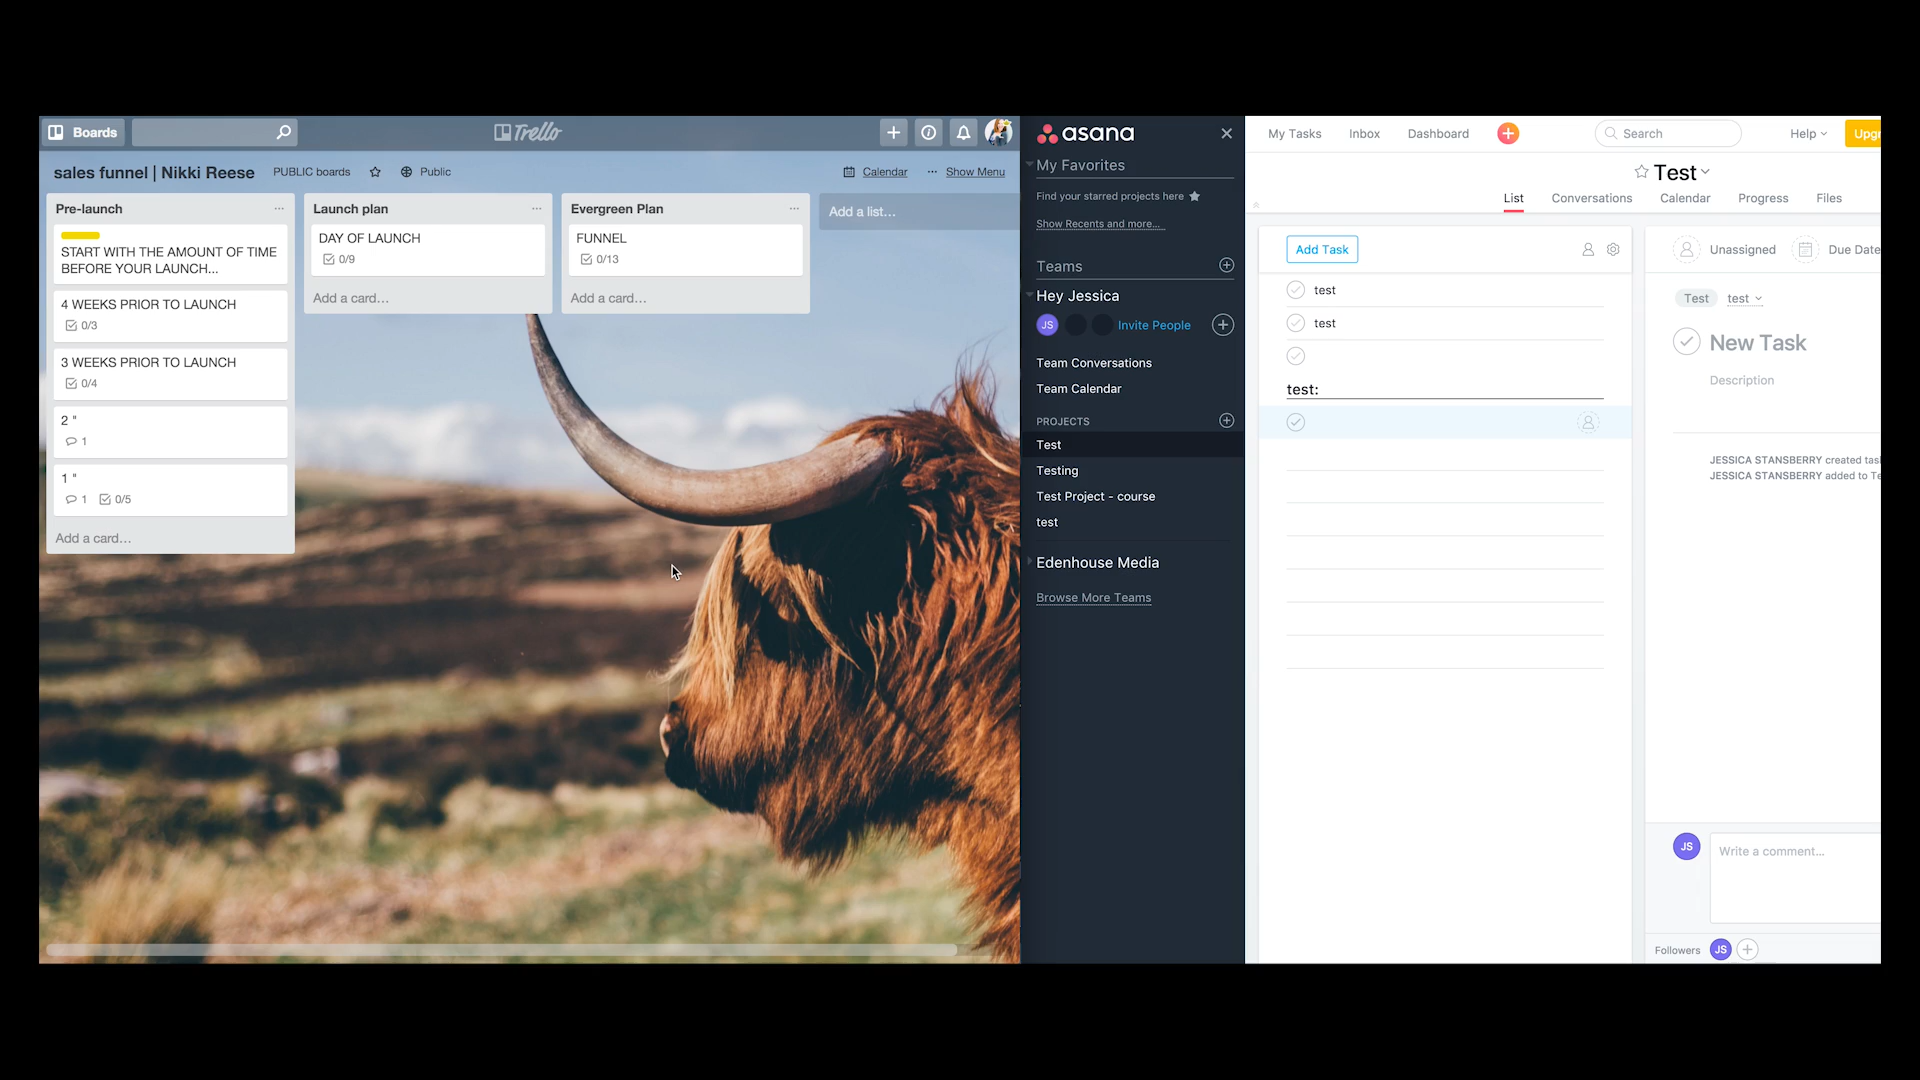 Boards
Trello
sales funnel | Nikki Reese
PUBLIC boards
Public
Calendar
Show Menu
Pre-launch
START WITH THE AMOUNT OF TIME
BEFORE YOUR LAUNCH...
4 WEEKS PRIOR TO LAUNCH
0/3
3 WEEKS PRIOR TO LAUNCH
0/4
2 "
1
1 "
1
0/5
Add a card...
Launch plan
DAY OF LAUNCH
0/9
Add a card...
Evergreen Plan
FUNNEL
0/13
Add a card...
Add a list...
asana
My Favorites
Find your starred projects here
Show Recents and more...
Teams
Hey Jessica
JS
Invite People
Team Conversations
Team Calendar
PROJECTS
Test
Testing
Test Project - course
test
Edenhouse Media
Browse More Teams
My Tasks
Inbox
Dashboard
Search
Help
Upgr
Test
List
Conversations
Calendar
Progress
Files
Add Task
test
test
test:
Unassigned
Due Date
Test
test
New Task
Description
JESSICA STANSBERRY created tas
JESSICA STANSBERRY added to Te
JS
Write a comment...
Followers
JS